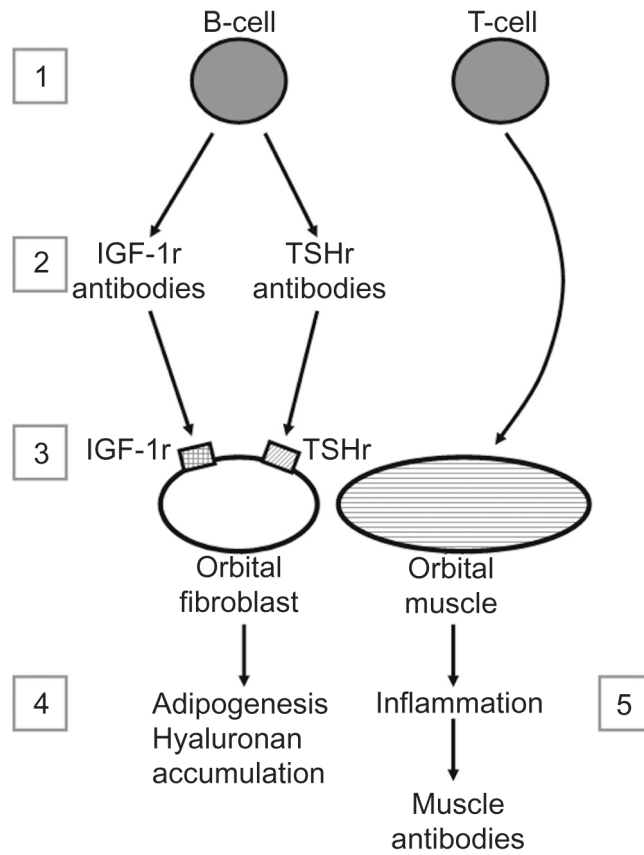 B-cell
T-cell
1
2
IGF-1r
antibodies
TSHr
antibodies
3
IGF-1r
TSHr
Orbital
fibroblast
Orbital
muscle
4
Adipogenesis
Hyaluronan
accumulation
Inflammation
5
Muscle
antibodies